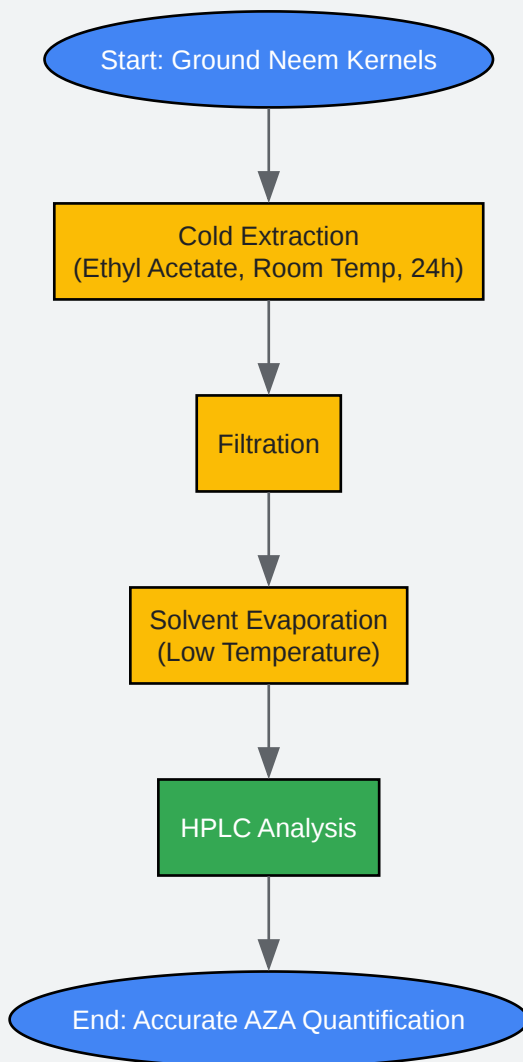 Start: Ground Neem Kernels
Cold Extraction
(Ethyl Acetate, Room Temp, 24h)
Filtration
Solvent Evaporation
(Low Temperature)
HPLC Analysis
End: Accurate AZA Quantification